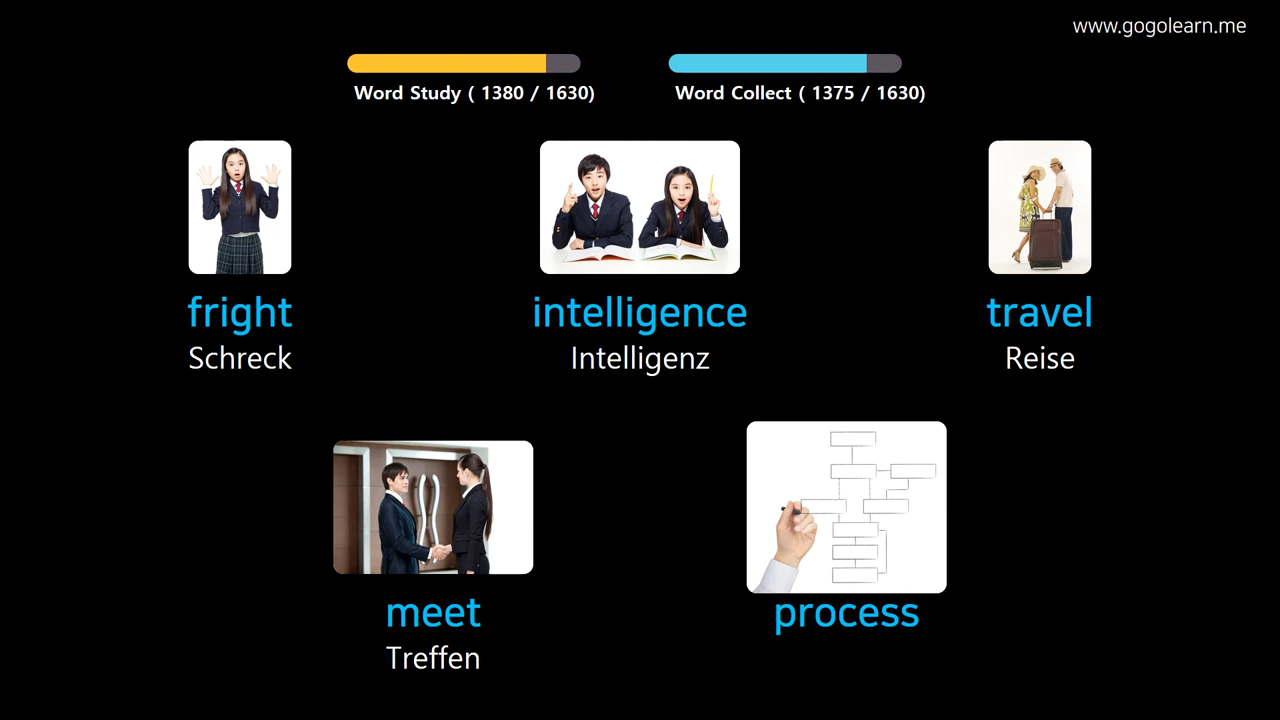 www.gogolearn.me
Word Study ( 1380 / 1630)
Word Collect ( 1375 / 1630)
fright
Schreck
intelligence
Intelligenz
travel
Reise
meet
Treffen
process